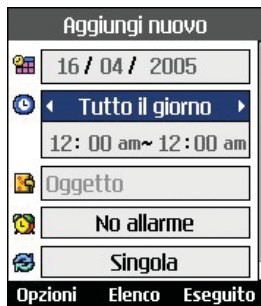 Aggiungi nuovo
16 / 04 / 2005
Tutto il giorno
12: 00 am~ 12: 00 am
Oggetto
No allarme
Singola
Opzioni Elenco Eseguito